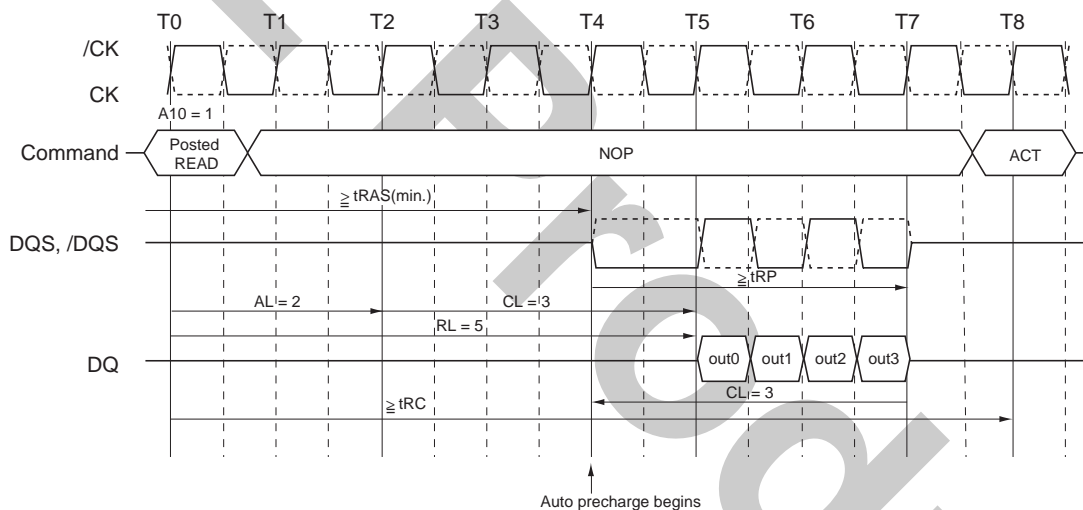 T0 T1 T2 T3 T4 T5 T6 T7 T8
/CK
CK
A10 = 1
Command
Posted
READ
NOP
ACT
≧ tRAS(min.)
DQS, /DQS
≧ tRP
AL = 2
CL = 3
RL = 5
DQ
out0 out1 out2 out3
CL = 3
≧ tRC
Auto precharge begins